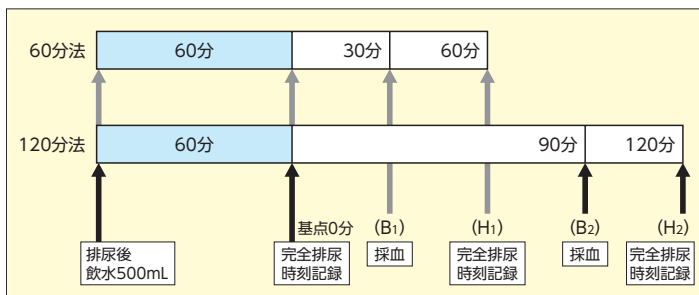 60分法
60分
30分
60分
120分法
60分
90分
120分
基点0分
(B1)
(H1)
(B2)
(H2)
排尿後
飲水500mL
完全排尿
時刻記録
採血
完全排尿
時刻記録
採血
完全排尿
時刻記録